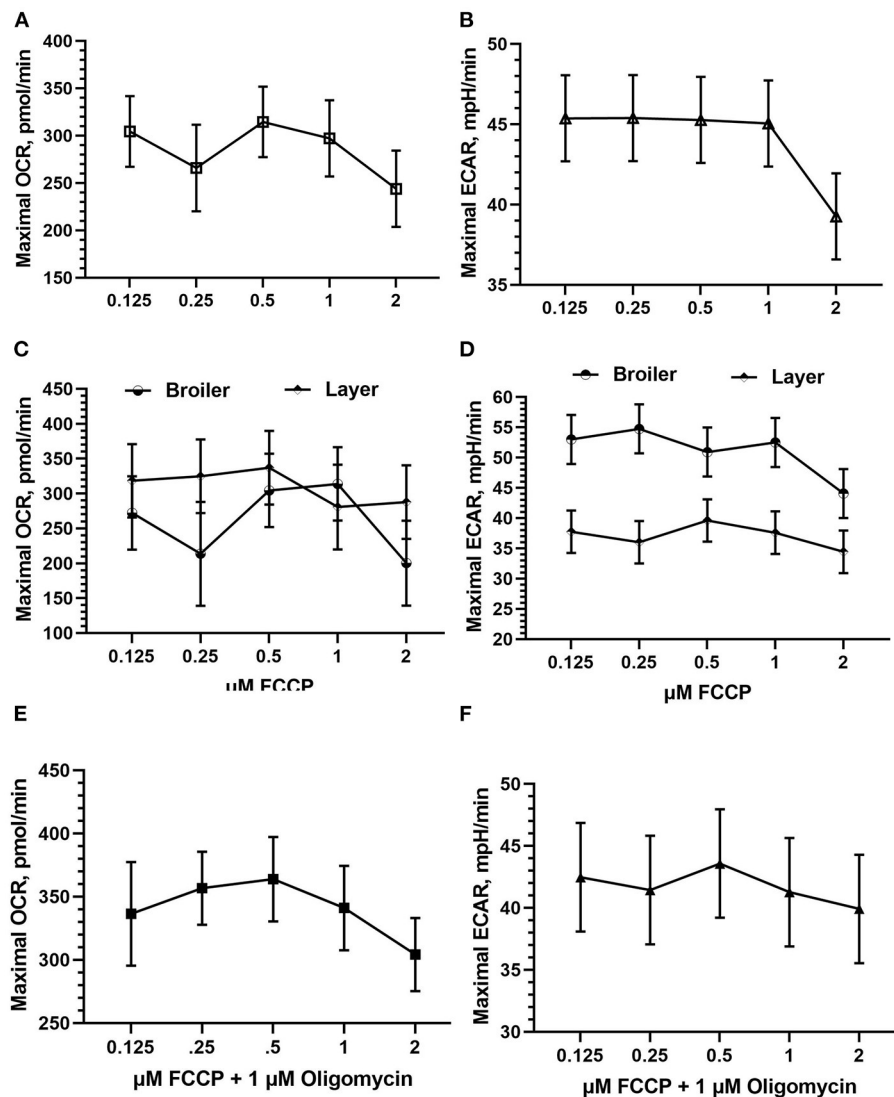 A
Maximal OCR, pmol/min
400
350
300
250
200
150
0.125 0.25 0.5 1 2
B
Maximal ECAR, mpH/min
50
45
40
35
0.125 0.25 0.5 1 2
C
Broiler Layer
Maximal OCR, pmol/min
450
400
350
300
250
200
150
100
0.125 0.25 0.5 1 2
µM FCCP
D
Broiler Layer
Maximal ECAR, mpH/min
60
55
50
45
40
35
30
25
20
0.125 0.25 0.5 1 2
µM FCCP
E
Maximal OCR, pmol/min
450
400
350
300
250
0.125 .25 .5 1 2
µM FCCP + 1 µM Oligomycin
F
Maximal ECAR, mpH/min
50
45
40
35
30
0.125 0.25 0.5 1 2
µM FCCP + 1 µM Oligomycin